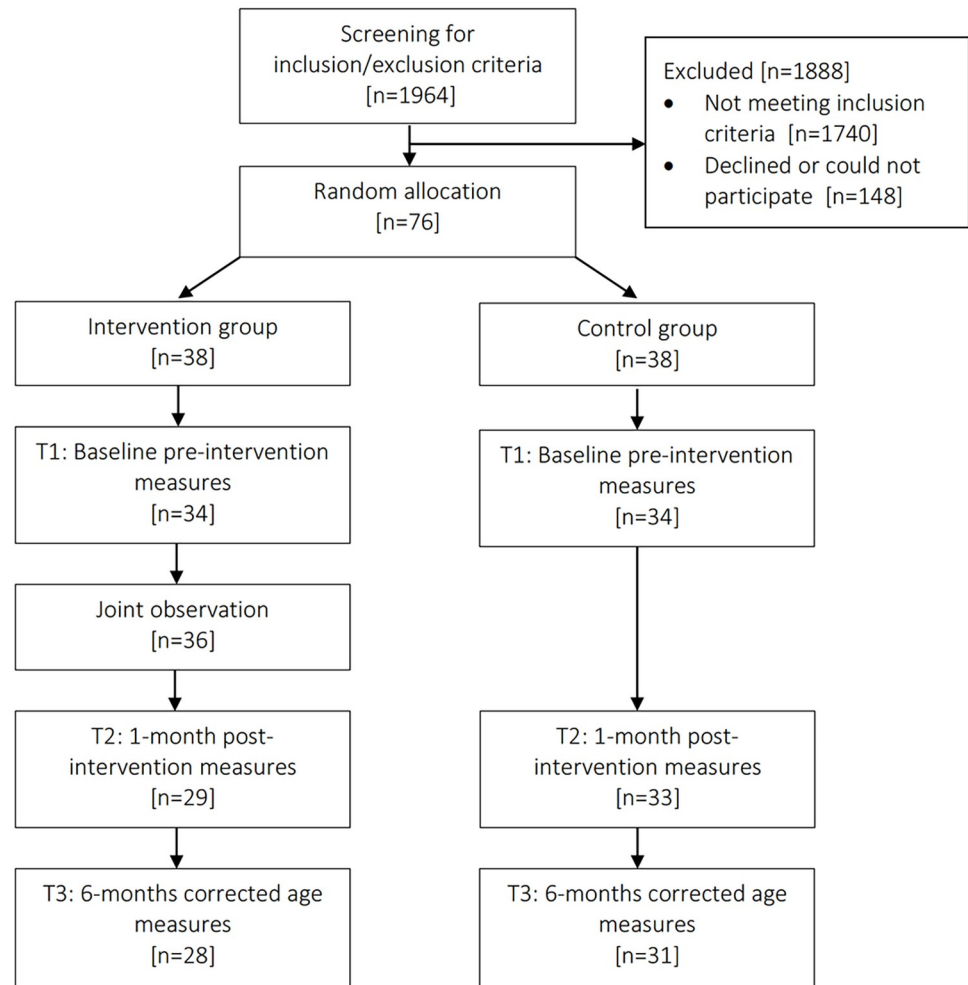 Screening for
inclusion/exclusion criteria
[n=1964]
Excluded [n=1888]
• Not meeting inclusion
criteria [n=1740]
• Declined or could not
participate [n=148]
Random allocation
[n=76]
Intervention group
[n=38]
Control group
[n=38]
T1: Baseline pre-intervention
measures
[n=34]
T1: Baseline pre-intervention
measures
[n=34]
Joint observation
[n=36]
T2: 1-month post-
intervention measures
[n=29]
T2: 1-month post-
intervention measures
[n=33]
T3: 6-months corrected age
measures
[n=28]
T3: 6-months corrected age
measures
[n=31]